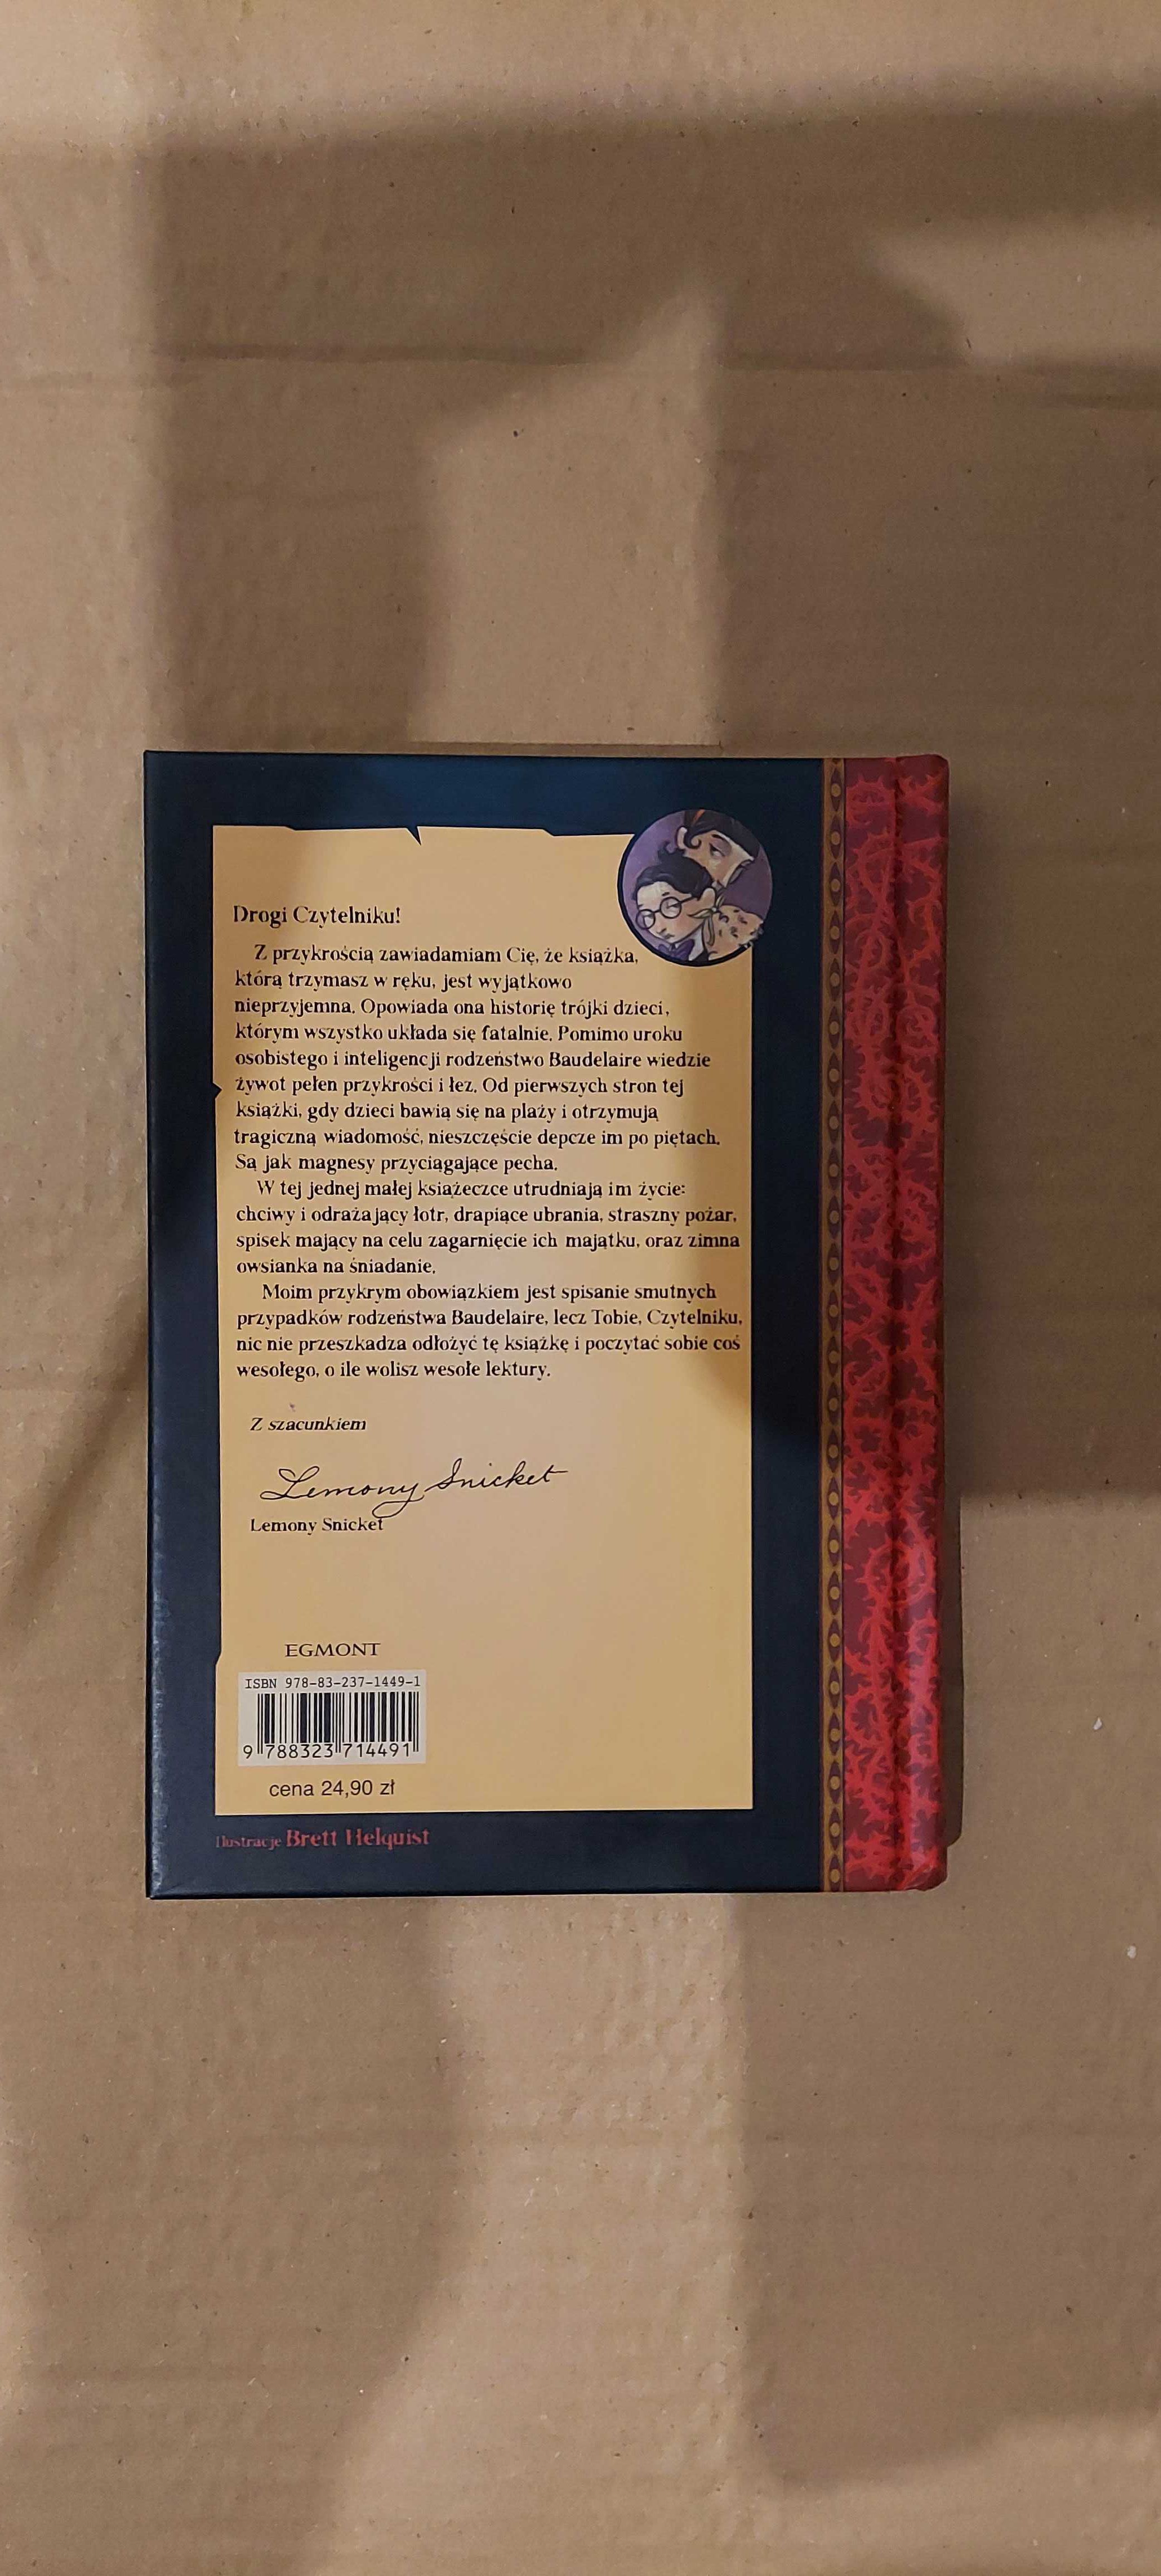 Drogi Czytelniku!
Z przykrością zawiadamiam Cię, że książka,
którą trzymasz w ręku, jest wyjątkowo
nieprzyjemna. Opowiada ona historię trójki dzieci,
którym wszystko układa się fatalnie. Pomimo uroku
osobistego i inteligencji rodzeństwo Baudelaire wiedzie
żywot pełen przykrości i łez. Od pierwszych stron tej
książki, gdy dzieci bawią się na plaży i otrzymują
tragiczną wiadomość, nieszczęście depcze im po piętach.
Są jak magnesy przyciągające pecha.
W tej jednej małej książeczce utrudniają im życie:
chciwy i odrażający łotr, drapiące ubrania, straszny pożar,
spisek mający na celu zagarnięcie ich majątku, oraz zimna
owsianka na śniadanie.
Moim przykrym obowiązkiem jest spisanie smutnych
przypadków rodzeństwa Baudelaire, lecz Tobie, Czytelniku,
nic nie przeszkadza odłożyć tę książkę i poczytać sobie coś
wesołego, o ile wolisz wesołe lektury.
Z szacunkiem
Lemony Snicket
Lemony Snicket
EGMONT
ISBN 978-83-237-1449-1
9 788323 714491
cena 24,90 zł
Ilustracje Brett Helquist